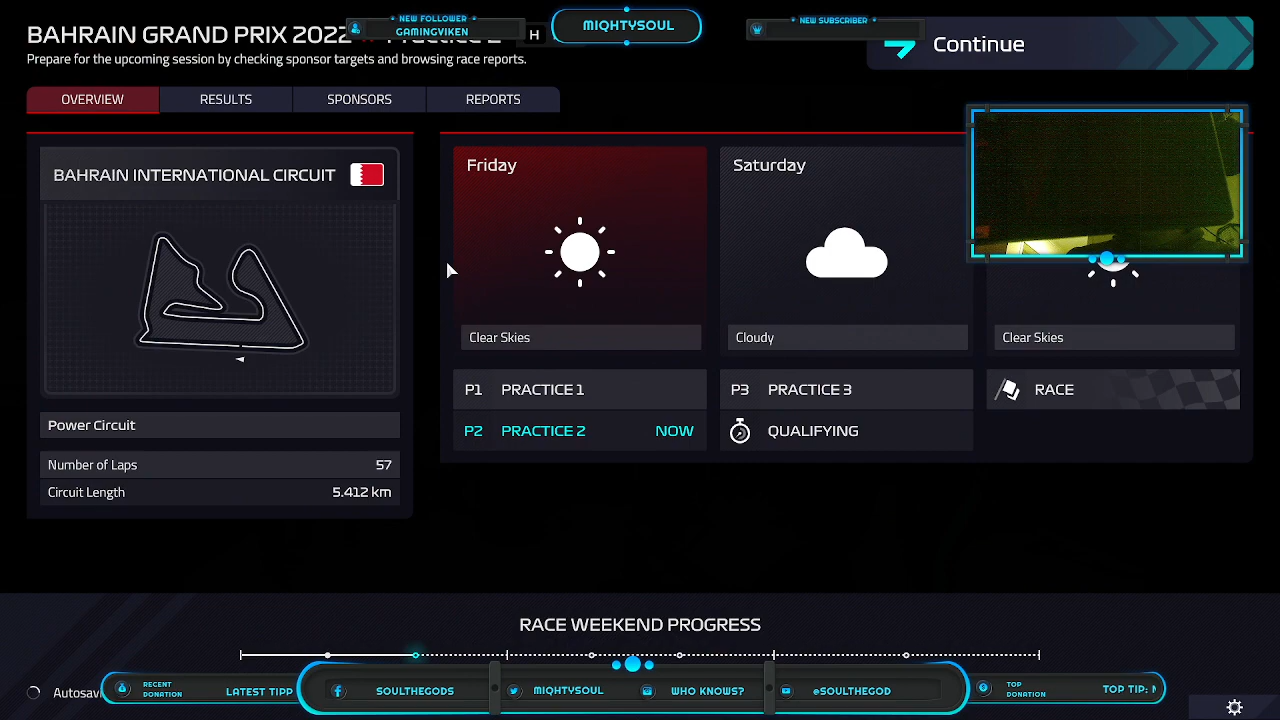 BAHRAIN GRAND PRIX 2022
NEW FOLLOWER
GAMINGVIKEN
H
MIQHTYSOUL
NEW SUBSCRIBER
Continue
Prepare for the upcoming session by checking sponsor targets and browsing race reports.
OVERVIEW
RESULTS
SPONSORS
REPORTS
BAHRAIN INTERNATIONAL CIRCUIT
Power Circuit
Number of Laps 57
Circuit Length 5.412 km
Friday
Clear Skies
P1 PRACTICE 1
P2 PRACTICE 2 NOW
Saturday
Cloudy
P3 PRACTICE 3
QUALIFYING
Clear Skies
RACE
RACE WEEKEND PROGRESS
Autosavi
RECENT
DONATION
LATEST TIPP
SOULTHEGODS
MIQHTYSOUL
WHO KNOWS?
@SOULTHEGOD
TOP
DONATION
TOP TIP: